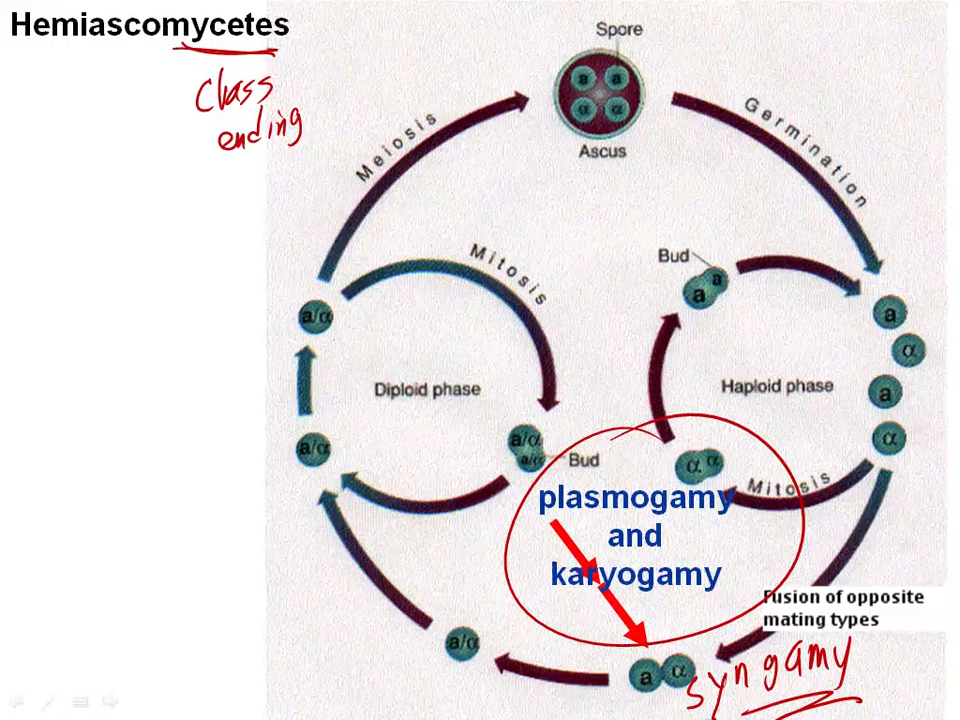 Hemiascomycetes
class
ending
Spore
a a
α α
Ascus
Meiosis
Germination
Mitosis
Bud
a a
a/α
a
α
a
α
Diploid phase
Haploid phase
a/α
a/α
a/α
Bud
α α
Mitosis
plasmogamy
and
karyogamy
Fusion of opposite
mating types
a/α
a α
syngamy